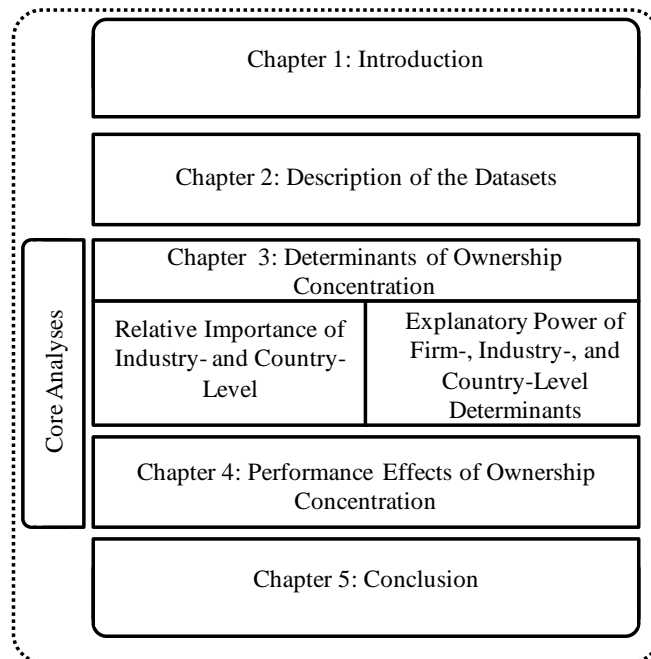 Chapter 1: Introduction
Chapter 2: Description of the Datasets
Core Analyses
Chapter 3: Determinants of Ownership
Concentration
Relative Importance of
Industry- and Country-
Level
Explanatory Power of
Firm-, Industry-, and
Country-Level
Determinants
Chapter 4: Performance Effects of Ownership
Concentration
Chapter 5: Conclusion